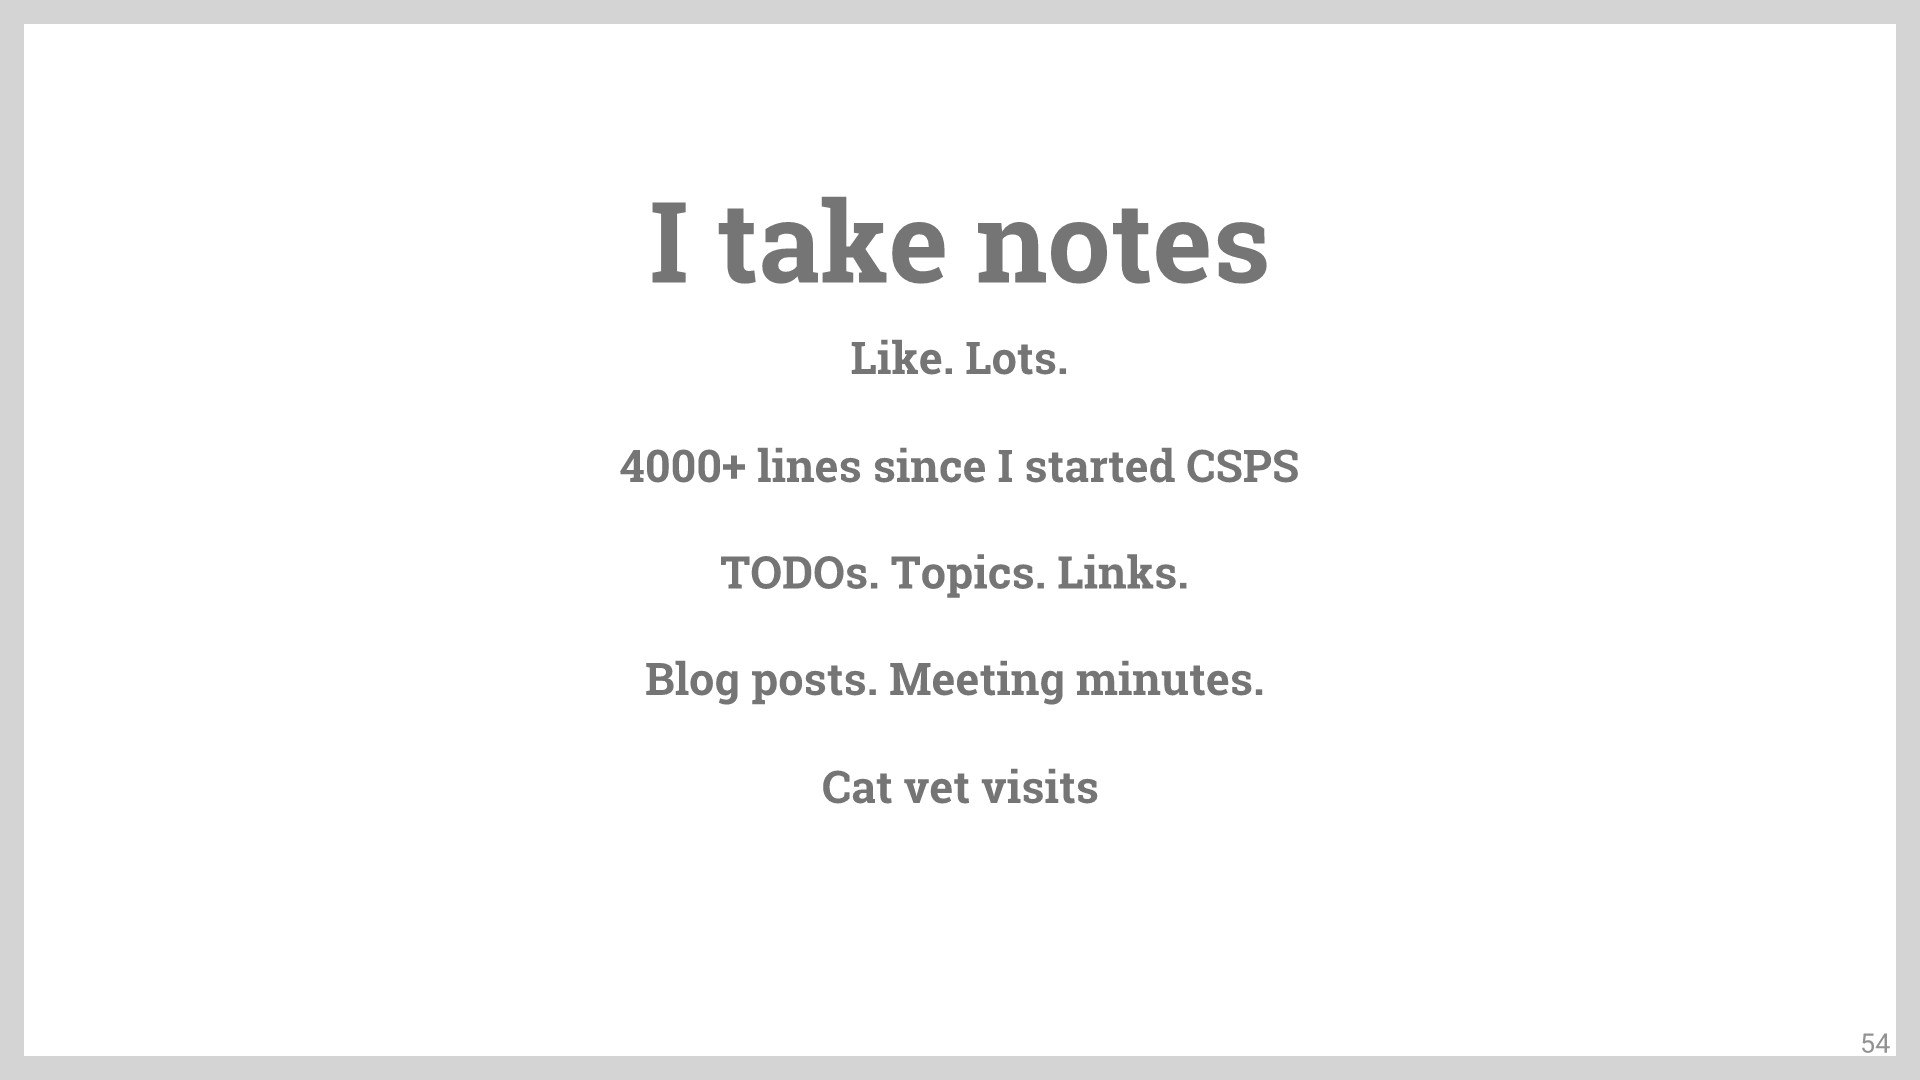 I take notes
Like. Lots.
4000+ lines since I started CSPS
TODOs. Topics. Links.
Blog posts. Meeting minutes.
Cat vet visits
54